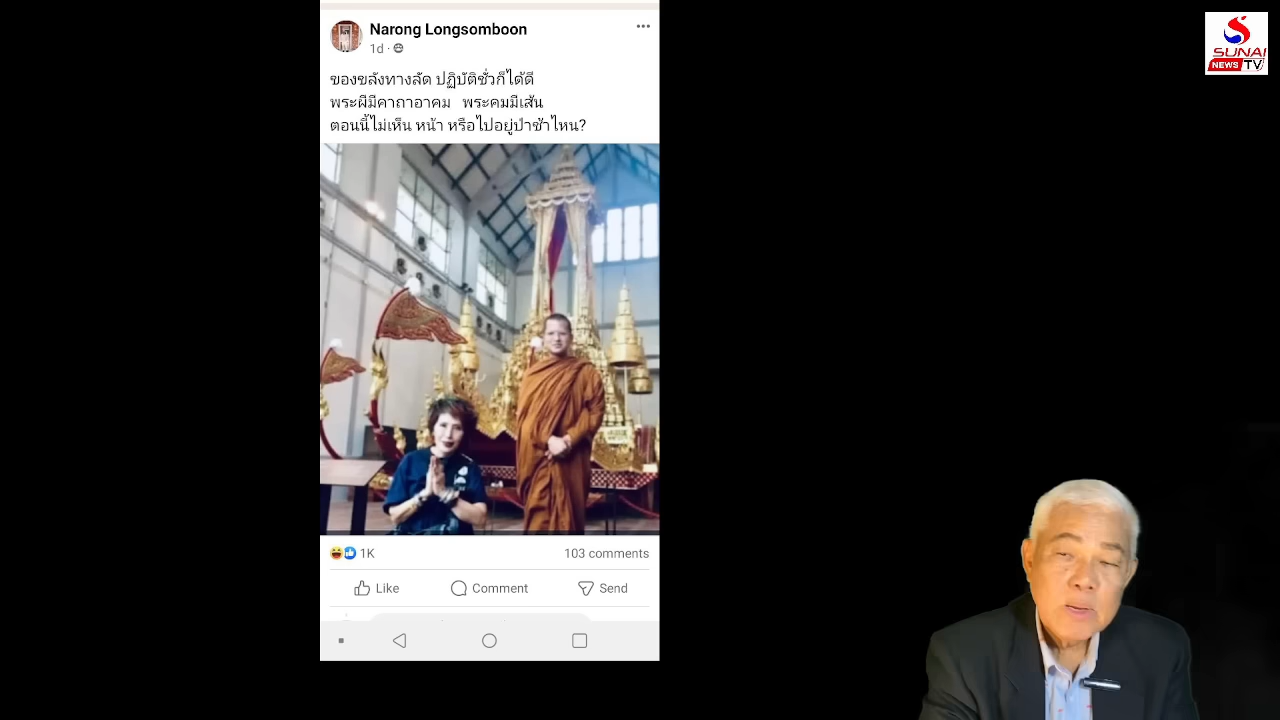 Narong Longsomboon
1d
ของขลังทางลัด ปฏิบัติชั่วก็ได้ดี
พระผีมีคาถาอาคม พระคมมีเส้น
ตอนนี้ไม่เห็น หน้า หรือไปอยู่ป่าช้าไหน?
1K
103 comments
Like
Comment
Send
SUNAI
NEWS TV